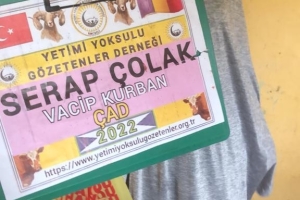 YETİMİ YOKSULU
GÖZETENLER DERNEĞİ
SERAP ÇOLAK
VACİP KURBAN
ÇAD
2022
https://www.yetimiyoksulugozetenler.org.tr